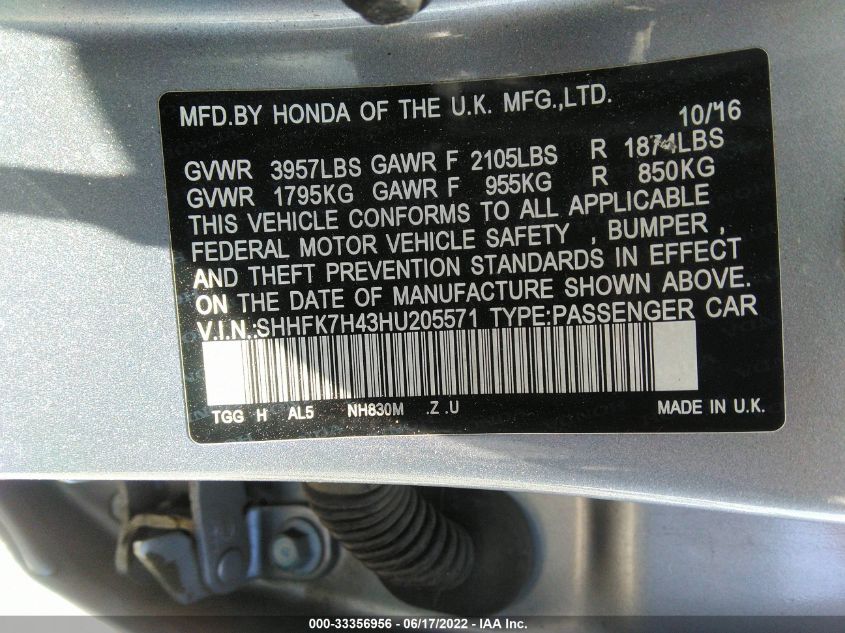 MFD.BY HONDA OF THE U.K. MFG.,LTD. 10/16
GVWR 3957LBS GAWR F 2105LBS R 1874LBS
GVWR 1795KG GAWR F 955KG R 850KG
THIS VEHICLE CONFORMS TO ALL APPLICABLE
FEDERAL MOTOR VEHICLE SAFETY , BUMPER ,
AND THEFT PREVENTION STANDARDS IN EFFECT
ON THE DATE OF MANUFACTURE SHOWN ABOVE.
V.I.N.:SHHFK7H43HU205571 TYPE:PASSENGER CAR
TGG H AL5 NH830M .Z .U MADE IN U.K.
000-33356956 - 06/17/2022 - IAA Inc.